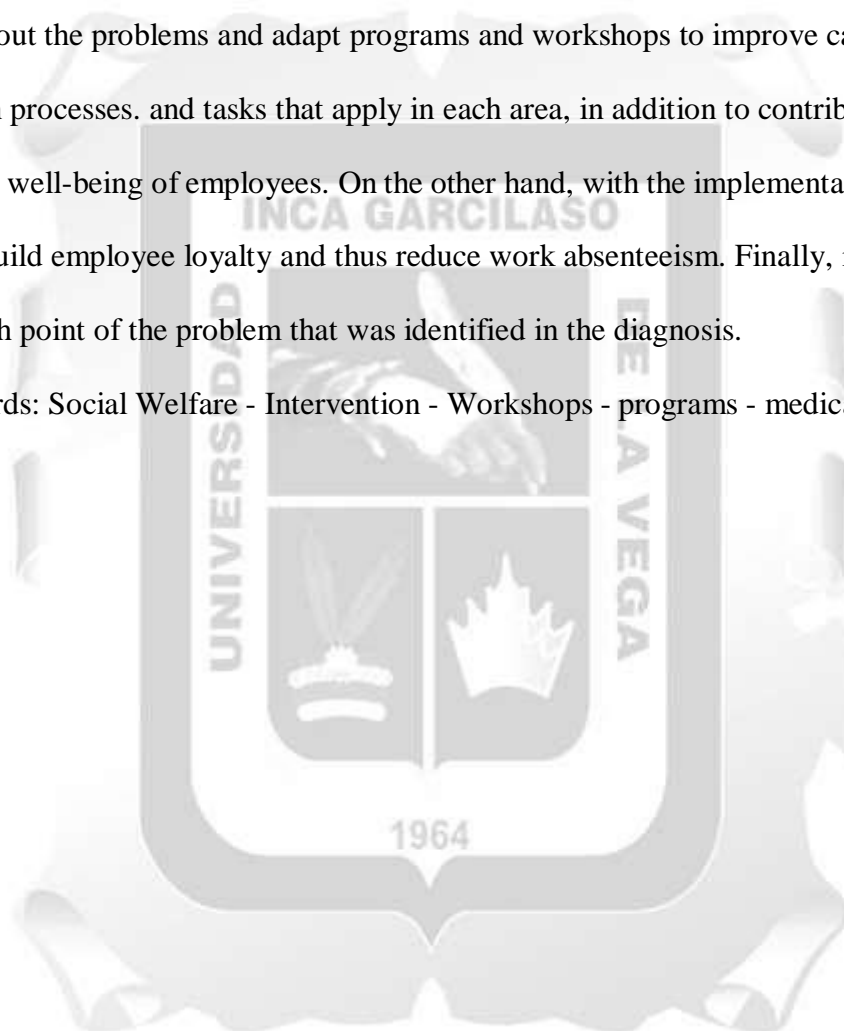 out the problems and adapt programs and workshops to improve ca
processes. and tasks that apply in each area, in addition to contrib
well-being of employees. On the other hand, with the implementa
INCA GARCILASO
uild employee loyalty and thus reduce work absenteeism. Finally,
h point of the problem that was identified in the diagnosis.
rds: Social Welfare - Intervention - Workshops - programs - medic
UNIVERSIDAD
DE LA VEGA
1964